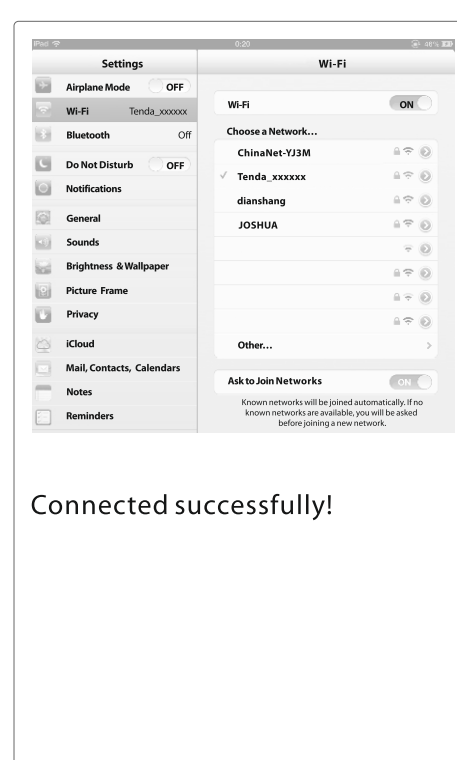 iPad 0:20 46%
Settings
Wi-Fi
Airplane Mode OFF
Wi-Fi Tenda_xxxxxx
Bluetooth Off
Do Not Disturb OFF
Notifications
General
Sounds
Brightness & Wallpaper
Picture Frame
Privacy
iCloud
Mail, Contacts, Calendars
Notes
Reminders
Wi-Fi ON
Choose a Network...
ChinaNet-YJ3M
Tenda_xxxxxx
dianshang
JOSHUA
Other...
Ask to Join Networks ON
Known networks will be joined automatically. If no
known networks are available, you will be asked
before joining a new network.
Connected successfully!